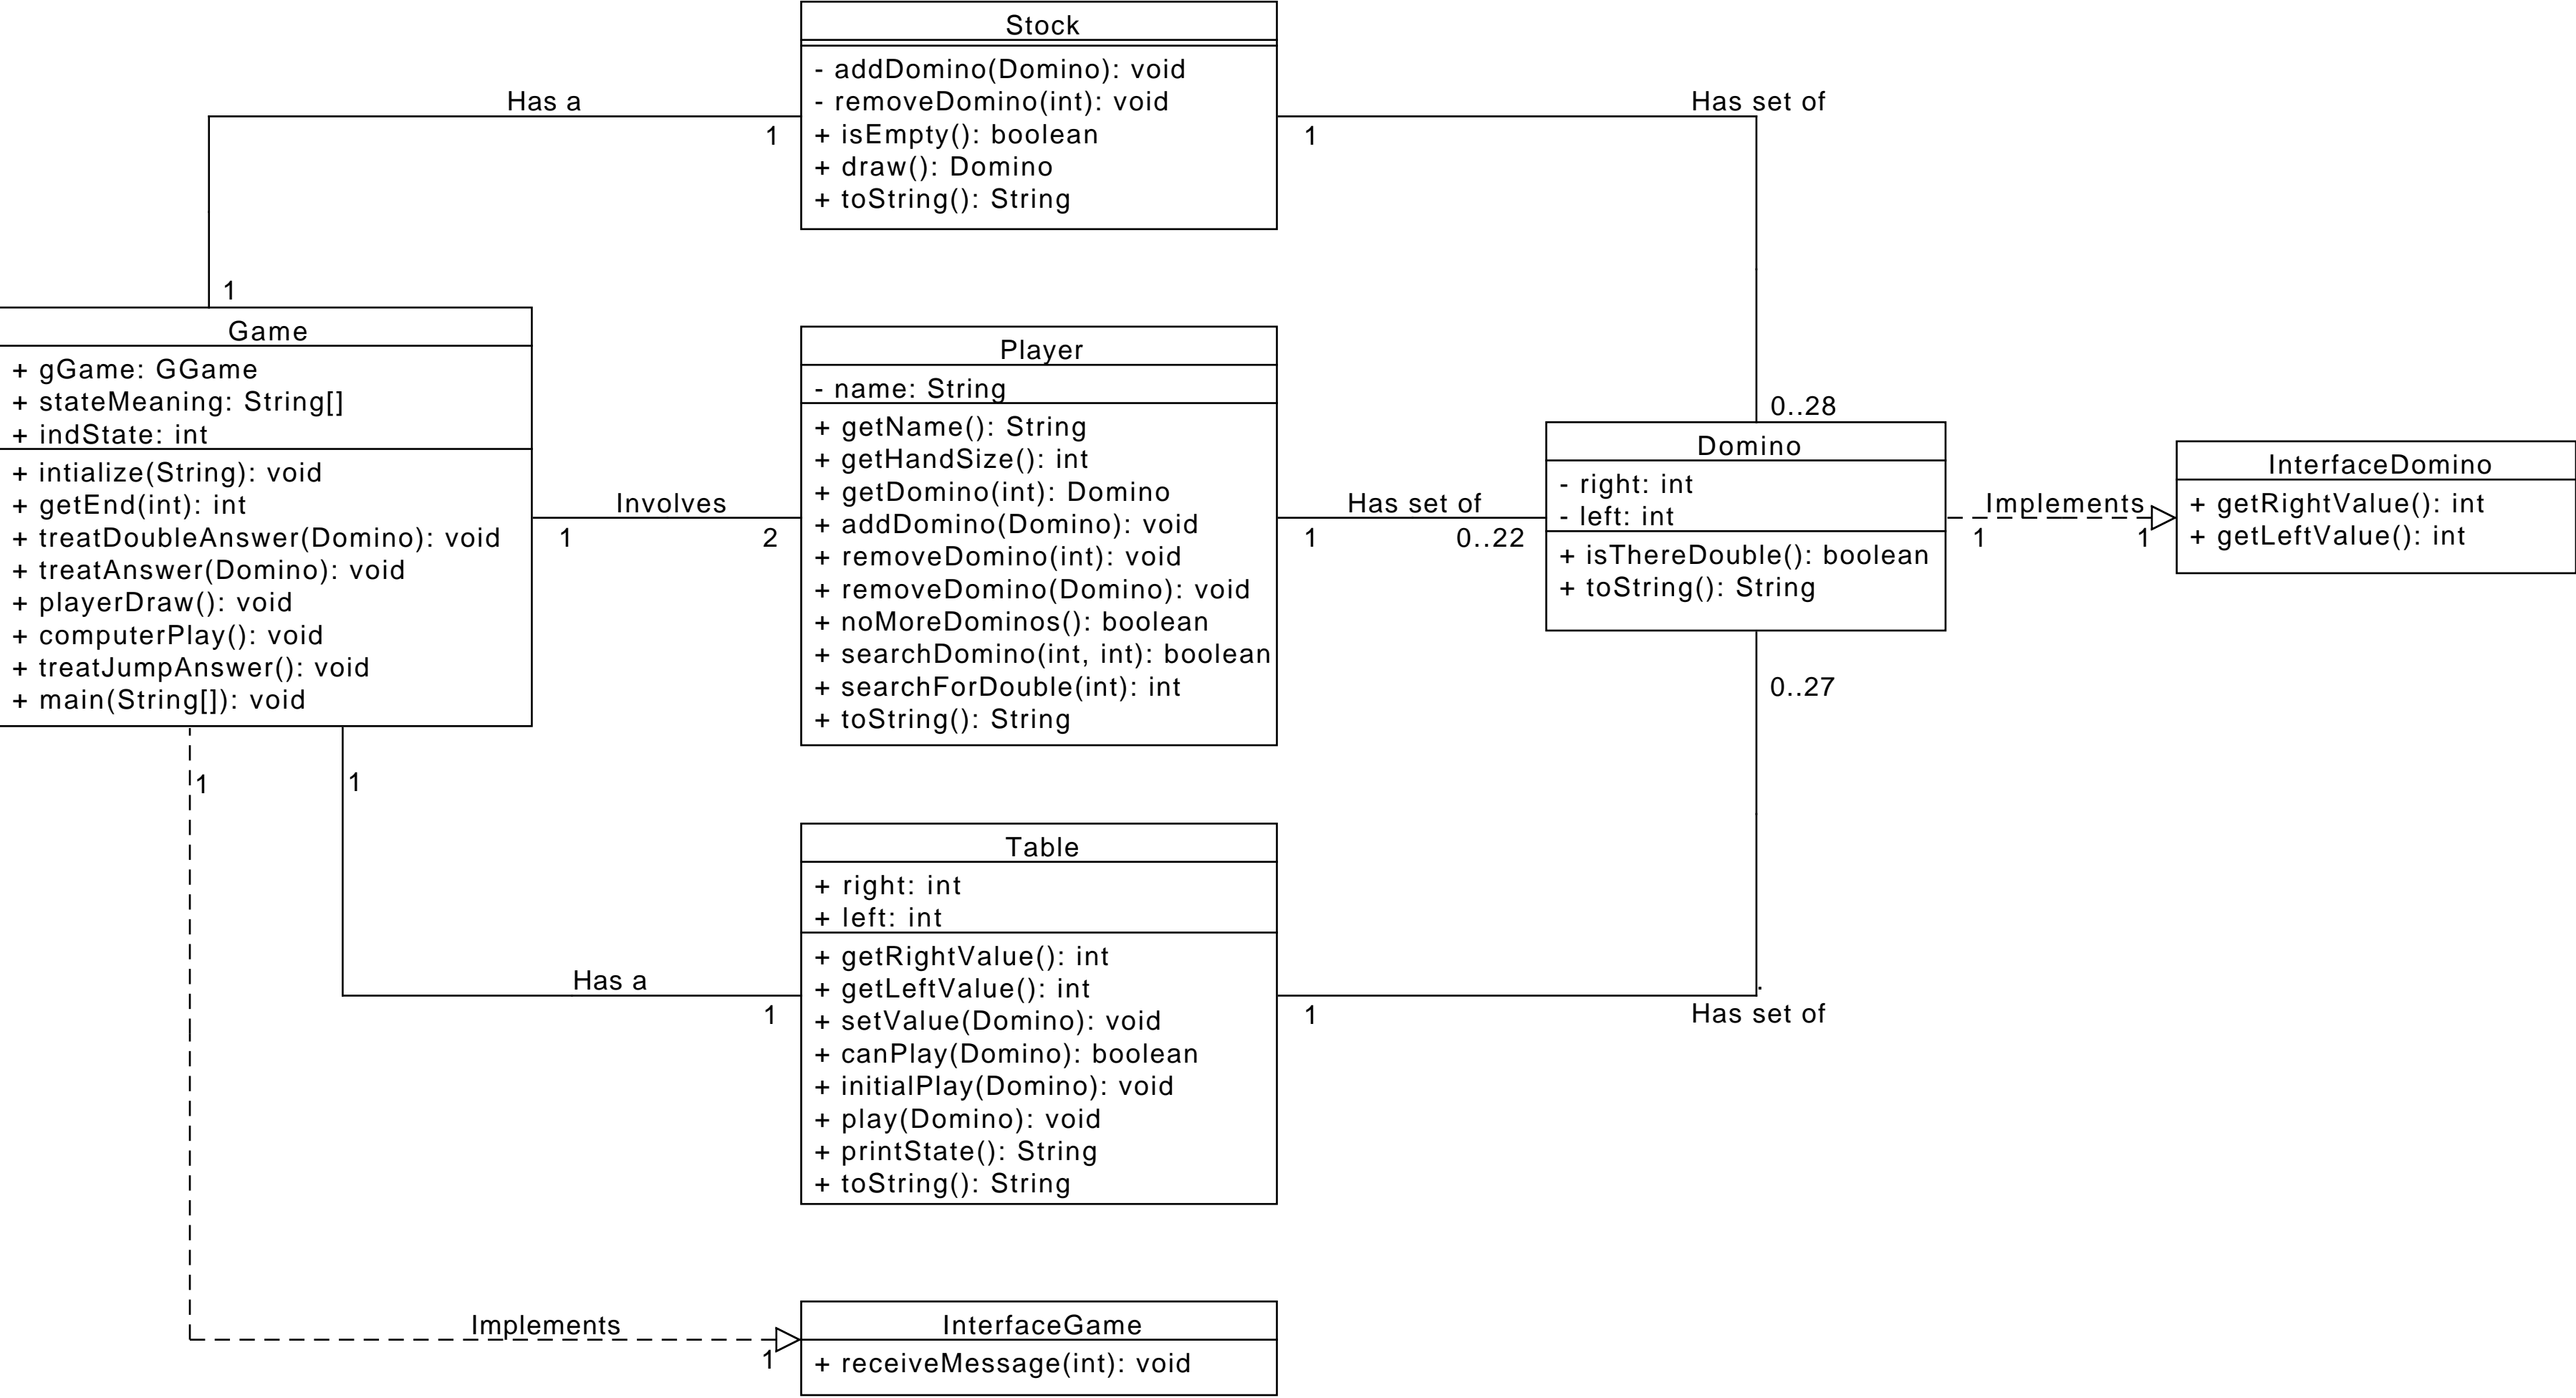 Stock
- addDomino(Domino): void
- removeDomino(int): void
+ isEmpty(): boolean
+ draw(): Domino
+ toString(): String
Has a
1
1
Has set of
1
0..28
Game
+ gGame: GGame
+ stateMeaning: String[]
+ indState: int
+ intialize(String): void
+ getEnd(int): int
+ treatDoubleAnswer(Domino): void
+ treatAnswer(Domino): void
+ playerDraw(): void
+ computerPlay(): void
+ treatJumpAnswer(): void
+ main(String[]): void
Involves
1
2
Player
- name: String
+ getName(): String
+ getHandSize(): int
+ getDomino(int): Domino
+ addDomino(Domino): void
+ removeDomino(int): void
+ removeDomino(Domino): void
+ noMoreDominos(): boolean
+ searchDomino(int, int): boolean
+ searchForDouble(int): int
+ toString(): String
Has set of
1
0..22
Domino
- right: int
- left: int
+ isThereDouble(): boolean
+ toString(): String
Implements
1
1
InterfaceDomino
+ getRightValue(): int
+ getLeftValue(): int
0..27
1
1
Has a
1
Table
+ right: int
+ left: int
+ getRightValue(): int
+ getLeftValue(): int
+ setValue(Domino): void
+ canPlay(Domino): boolean
+ initialPlay(Domino): void
+ play(Domino): void
+ printState(): String
+ toString(): String
1
Has set of
Implements
1
InterfaceGame
+ receiveMessage(int): void